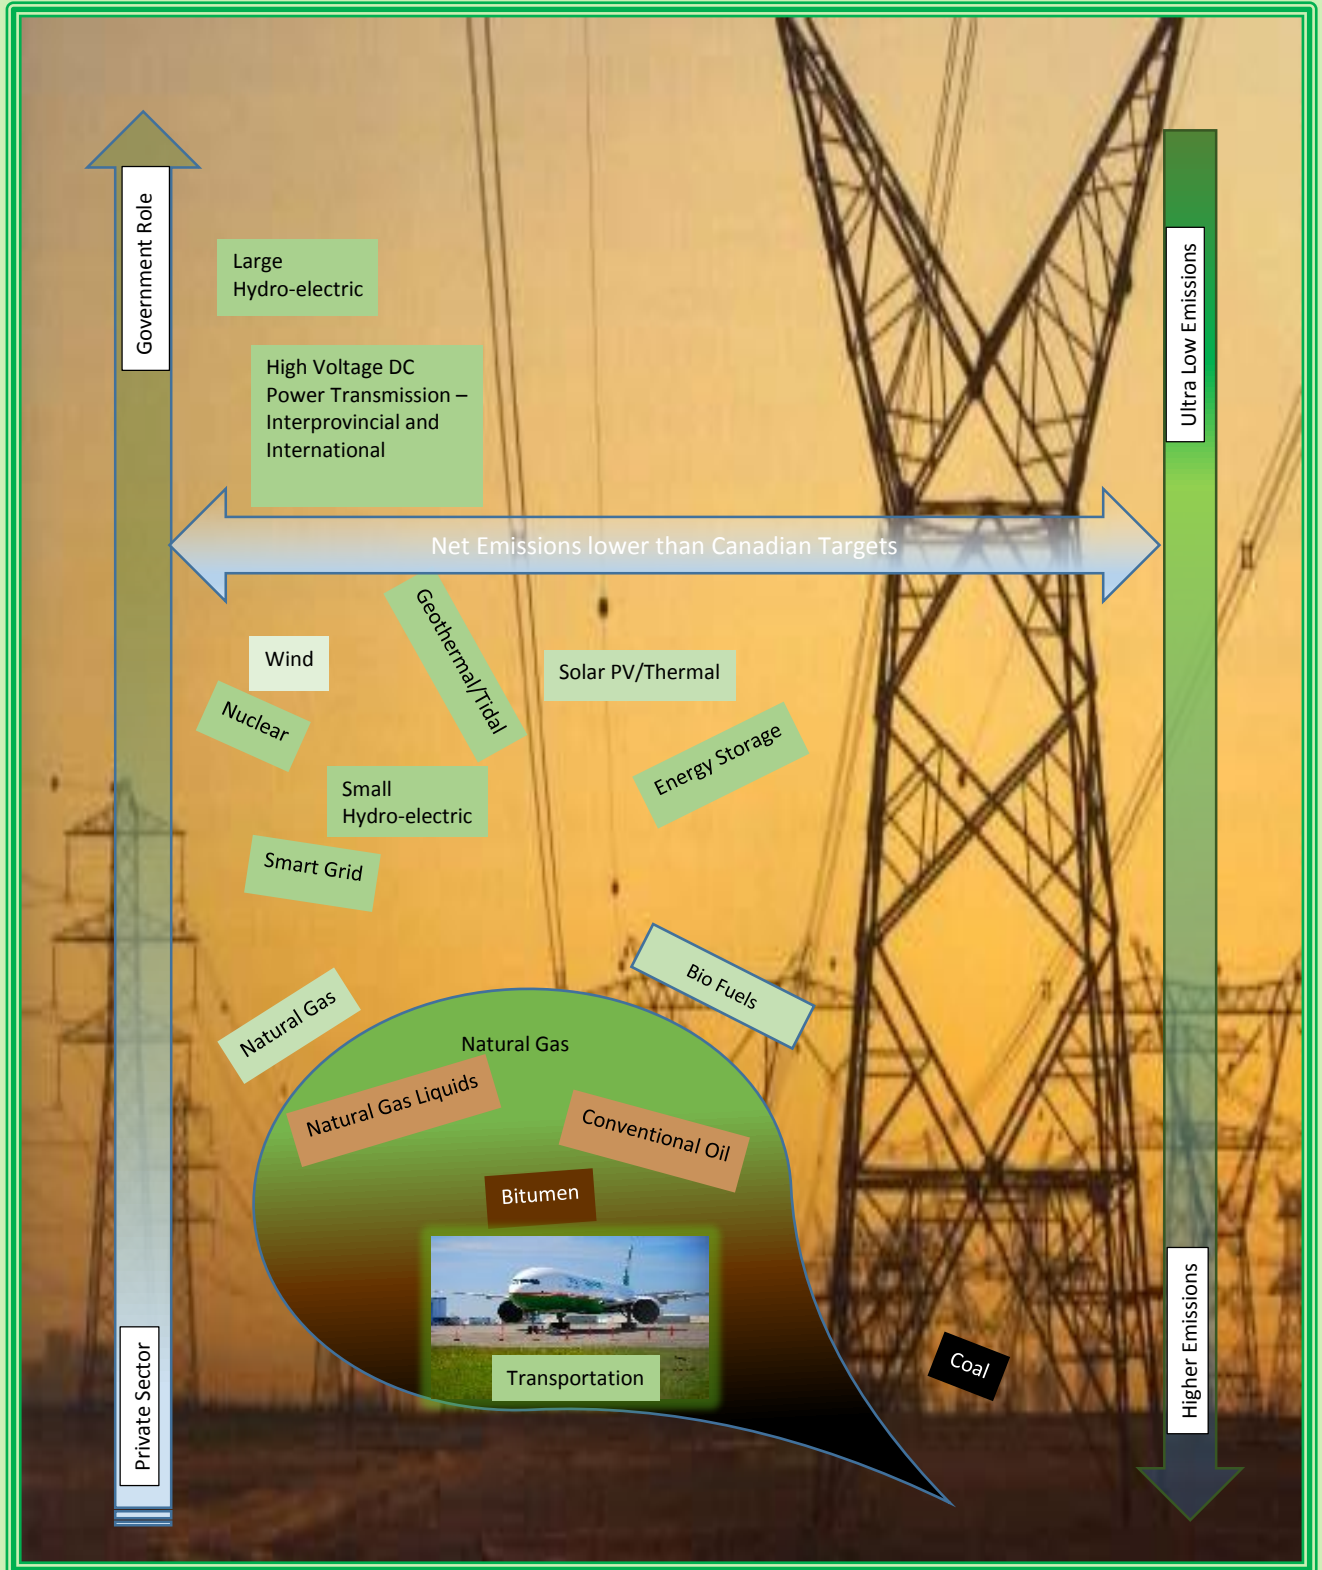 Government Role
Large
Hydro-electric
Ultra Low Emissions
High Voltage DC
Power Transmission –
Interprovincial and
International
Net Emissions lower than Canadian Targets
Geothermal/Tidal
Wind
Solar PV/Thermal
Nuclear
Energy Storage
Small
Hydro-electric
Smart Grid
Bio Fuels
Natural Gas
Natural Gas
Natural Gas Liquids
Conventional Oil
Bitumen
Transportation
Coal
Private Sector
Higher Emissions